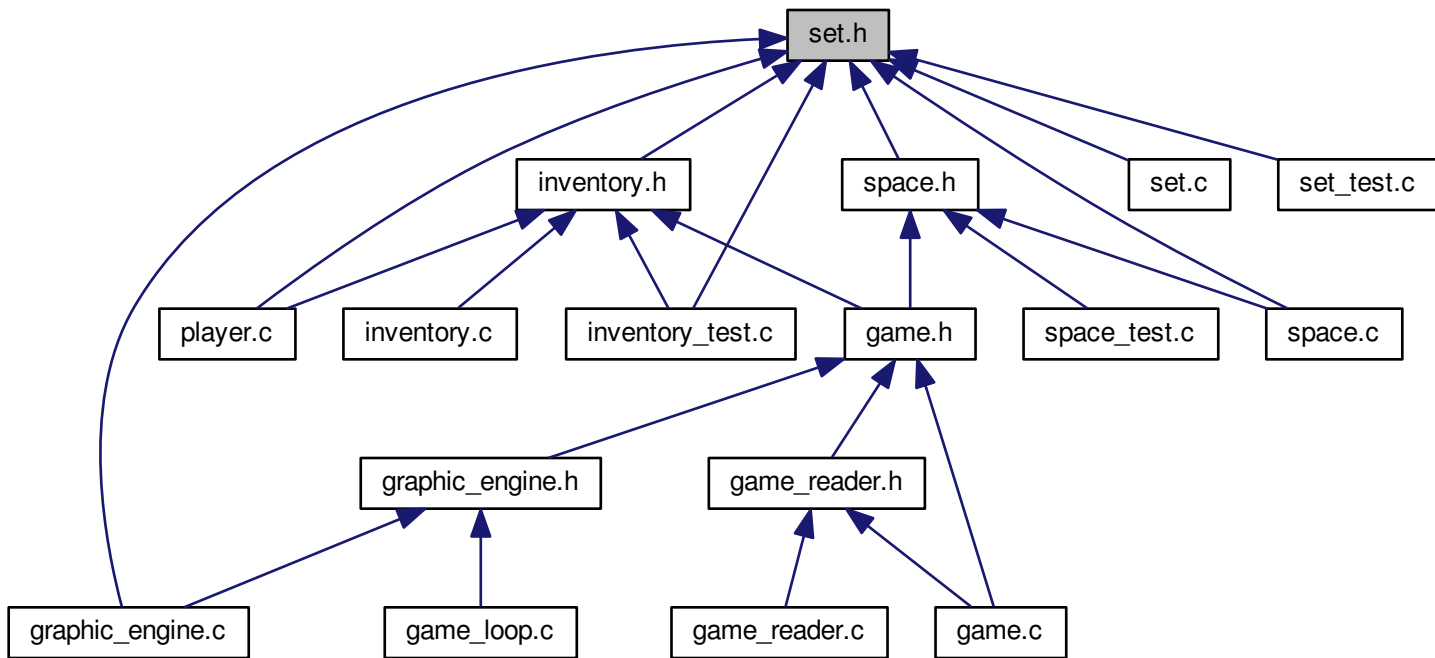 set.h
inventory.h
space.h
set.c
set_test.c
player.c
inventory.c
inventory_test.c
game.h
space_test.c
space.c
graphic_engine.h
game_reader.h
graphic_engine.c
game_loop.c
game_reader.c
game.c